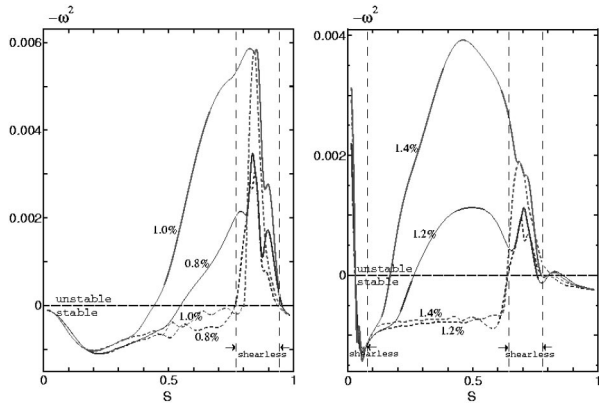 −ω²
0.006
0.004
0.002
0
1.0%
0.8%
unstable
stable
1.0%
0.8%
shearless
0
0.5
1
S
−ω²
0.004
0.002
0
1.4%
1.2%
unstable
stable
1.4%
1.2%
shearless
shearless
0
0.5
1
S